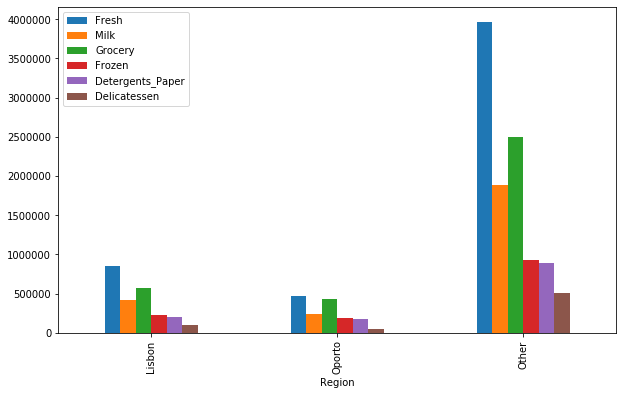 4000000
3500000
3000000
2500000
2000000
1500000
1000000
500000
0
Fresh
Milk
Grocery
Frozen
Detergents_Paper
Delicatessen
Lisbon
Oporto
Other
Region